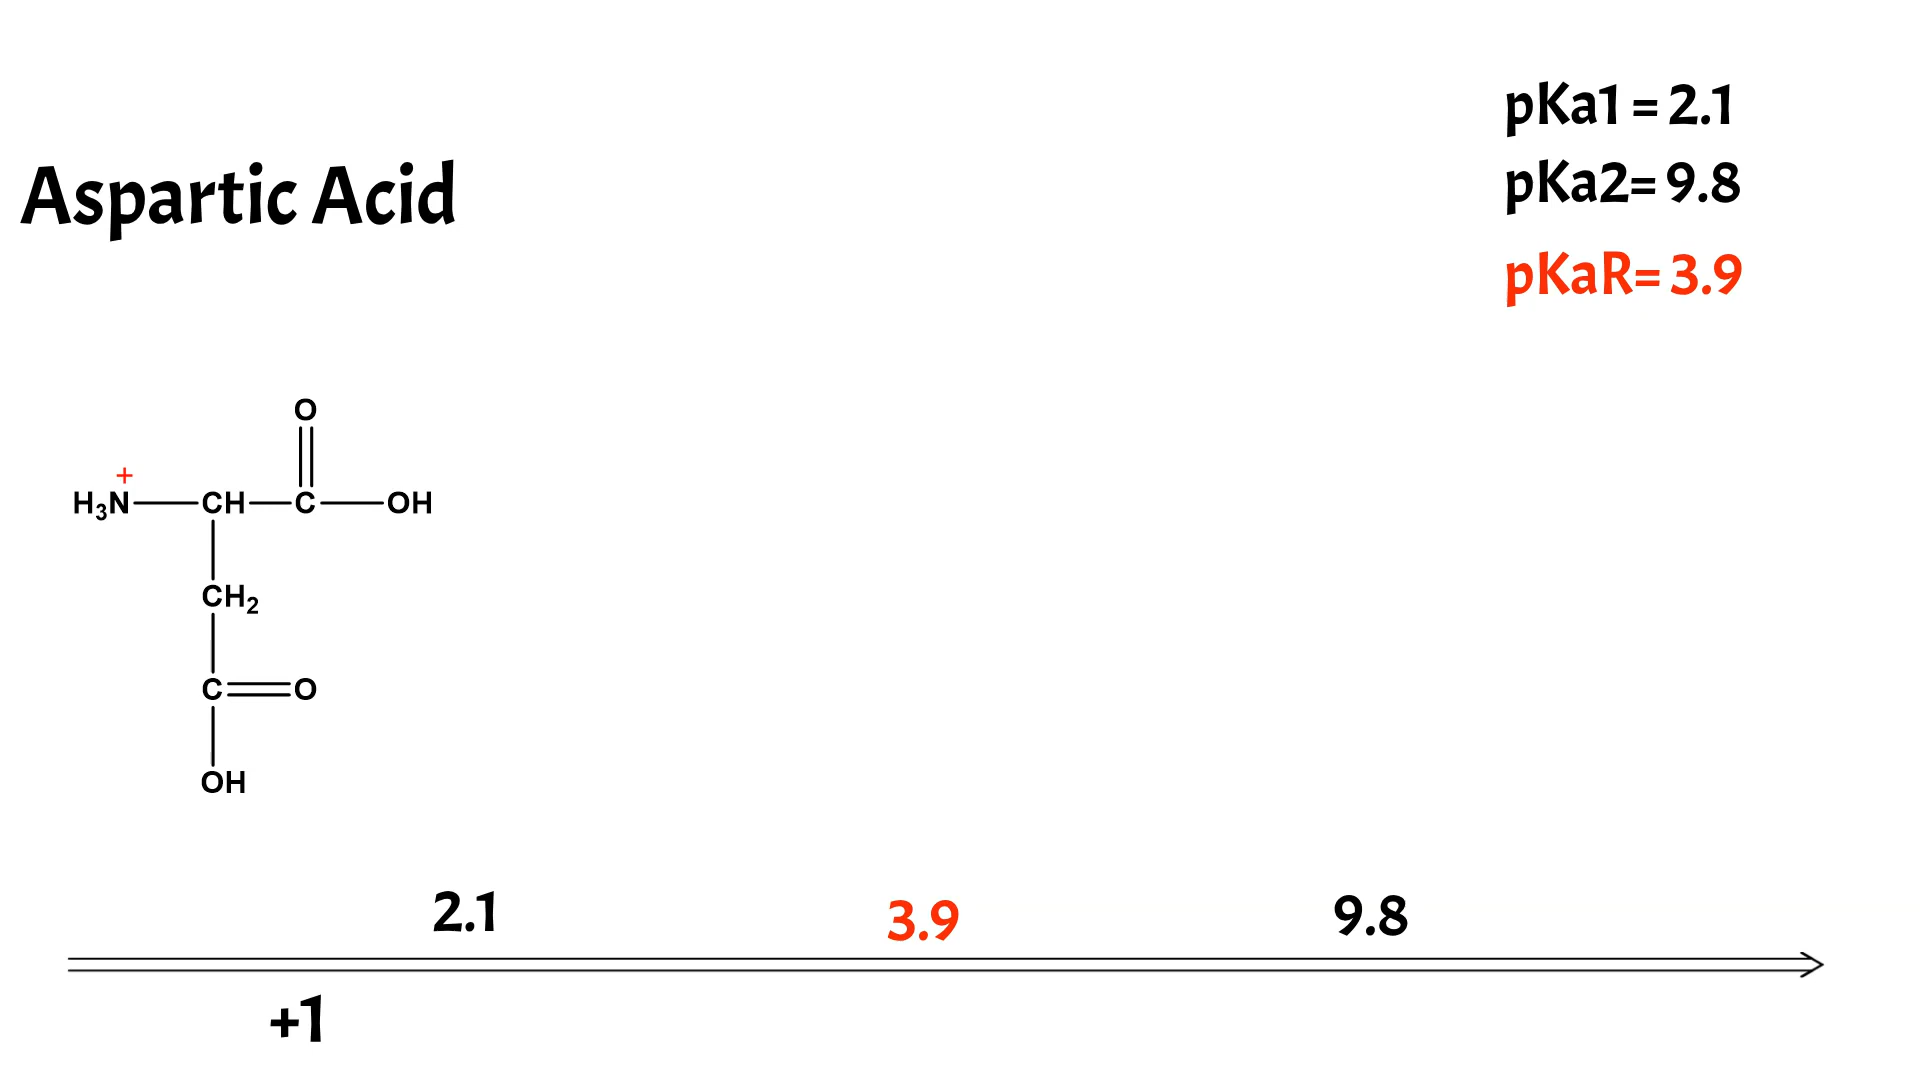 pKa1 = 2.1
Aspartic Acid
pKa2= 9.8
pKaR= 3.9
O
+
H₃N CH C OH
CH₂
C O
OH
2.1 3.9 9.8
+1